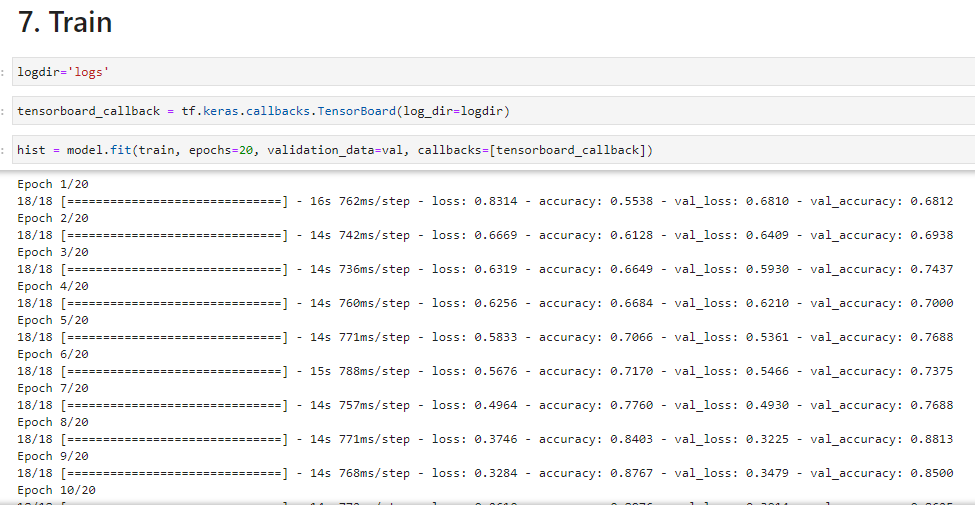 7. Train
logdir='logs'
tensorboard_callback = tf.keras.callbacks.TensorBoard(log_dir=logdir)
hist = model.fit(train, epochs=20, validation_data=val, callbacks=[tensorboard_callback])
Epoch 1/20
18/18 [==============================] - 16s 762ms/step - loss: 0.8314 - accuracy: 0.5538 - val_loss: 0.6810 - val_accuracy: 0.6812
Epoch 2/20
18/18 [==============================] - 14s 742ms/step - loss: 0.6669 - accuracy: 0.6128 - val_loss: 0.6409 - val_accuracy: 0.6938
Epoch 3/20
18/18 [==============================] - 14s 736ms/step - loss: 0.6319 - accuracy: 0.6649 - val_loss: 0.5930 - val_accuracy: 0.7437
Epoch 4/20
18/18 [==============================] - 14s 760ms/step - loss: 0.6256 - accuracy: 0.6684 - val_loss: 0.6210 - val_accuracy: 0.7000
Epoch 5/20
18/18 [==============================] - 14s 771ms/step - loss: 0.5833 - accuracy: 0.7066 - val_loss: 0.5361 - val_accuracy: 0.7688
Epoch 6/20
18/18 [==============================] - 15s 788ms/step - loss: 0.5676 - accuracy: 0.7170 - val_loss: 0.5466 - val_accuracy: 0.7375
Epoch 7/20
18/18 [==============================] - 14s 757ms/step - loss: 0.4964 - accuracy: 0.7760 - val_loss: 0.4930 - val_accuracy: 0.7688
Epoch 8/20
18/18 [==============================] - 14s 771ms/step - loss: 0.3746 - accuracy: 0.8403 - val_loss: 0.3225 - val_accuracy: 0.8813
Epoch 9/20
18/18 [==============================] - 14s 768ms/step - loss: 0.3284 - accuracy: 0.8767 - val_loss: 0.3479 - val_accuracy: 0.8500
Epoch 10/20